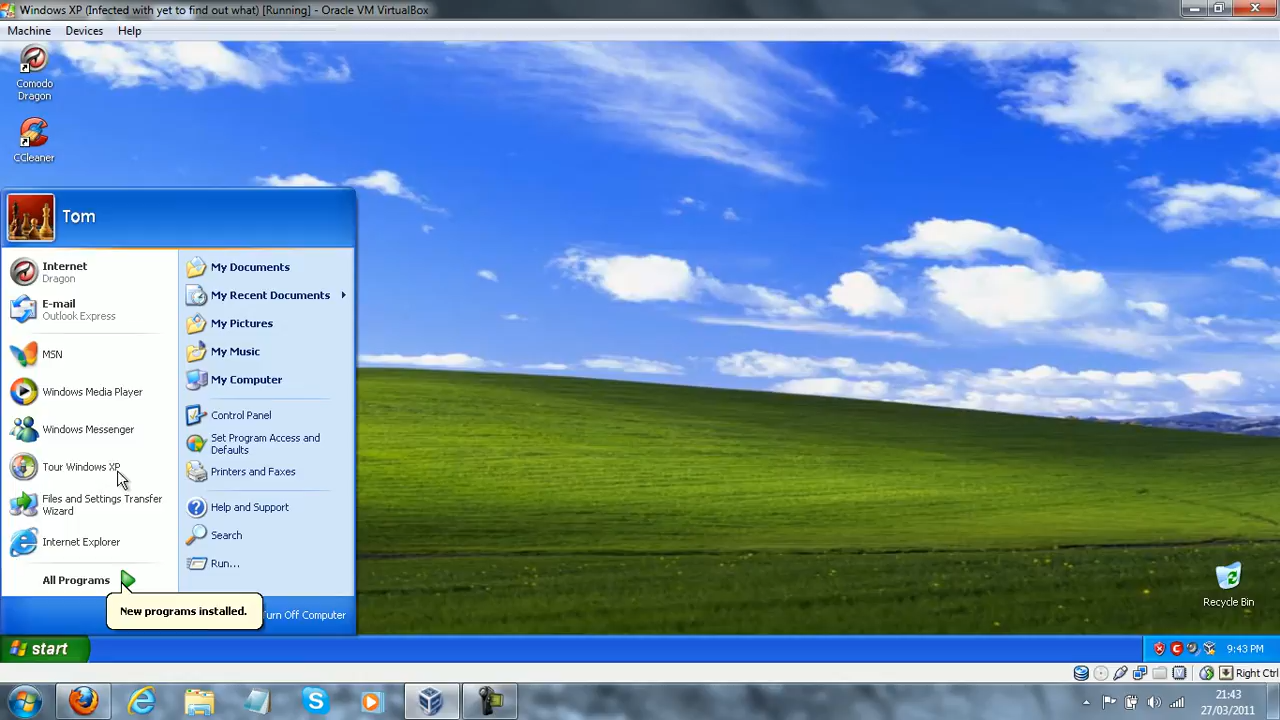 Windows XP (Infected with yet to find out what) [Running] - Oracle VM VirtualBox
Machine Devices Help
Comodo
Dragon
CCleaner
Tom
Internet
Dragon
E-mail
Outlook Express
MSN
Windows Media Player
Windows Messenger
Tour Windows XP
Files and Settings Transfer
Wizard
Internet Explorer
All Programs
New programs installed.
My Documents
My Recent Documents
My Pictures
My Music
My Computer
Control Panel
Set Program Access and
Defaults
Printers and Faxes
Help and Support
Search
Run...
Turn Off Computer
Recycle Bin
start
9:43 PM
Right Ctrl
21:43
27/03/2011